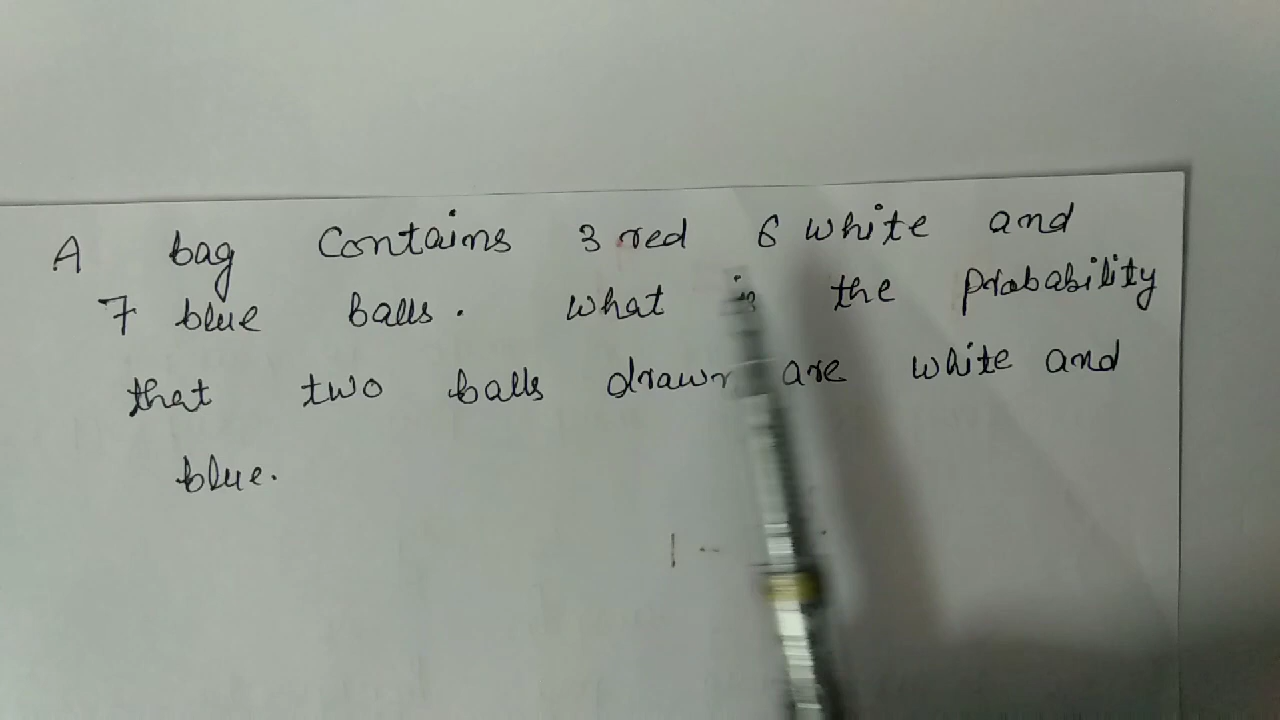 A bag Contains 3 red 6 white and
7 blue balls. What is the probability
that two balls drawn are white and
blue.